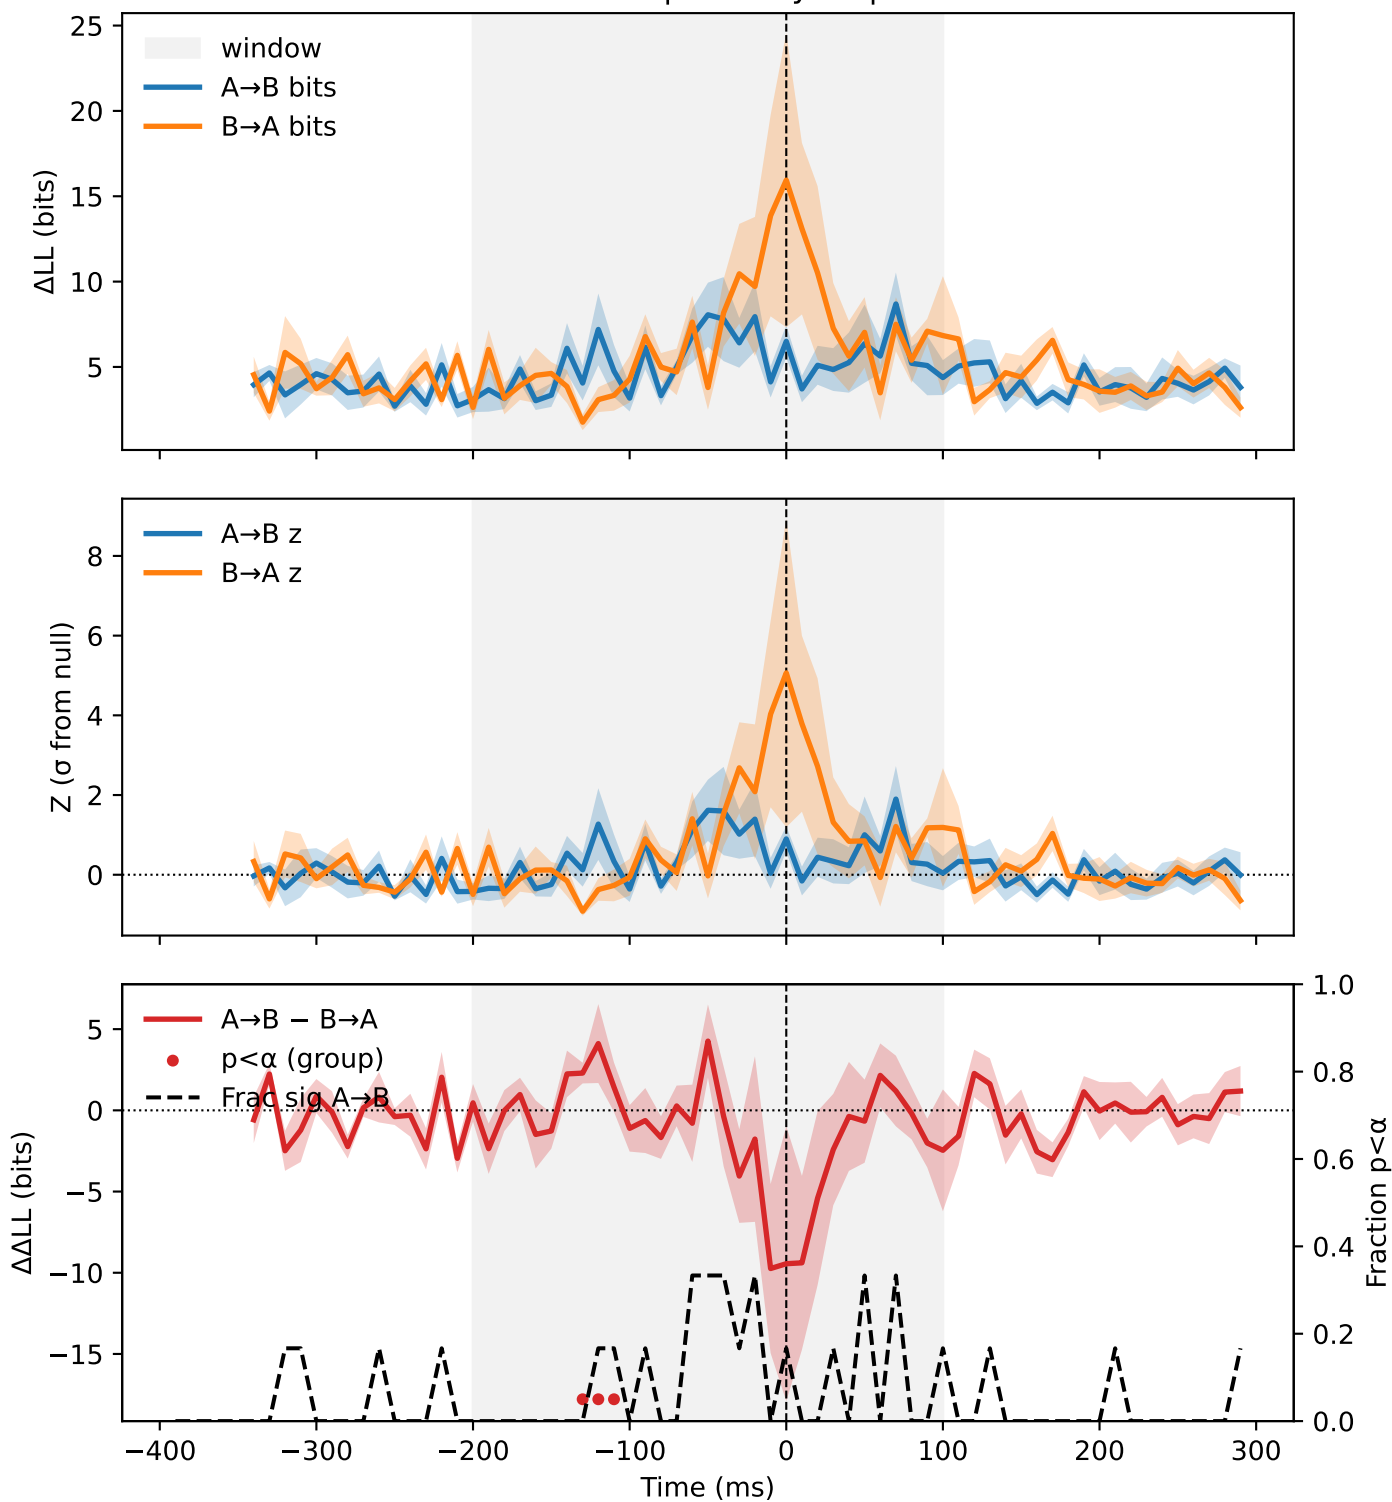 25
20
15
10
5
ΔLL (bits)
window
A→B bits
B→A bits
8
6
4
2
0
Z (σ from null)
A→B z
B→A z
5
0
−5
−10
−15
ΔΔLL (bits)
A→B − B→A
p<α (group)
Frac sig A→B
1.0
0.8
0.6
0.4
0.2
0.0
Fraction p<α
−400 −300 −200 −100 0 100 200 300
Time (ms)